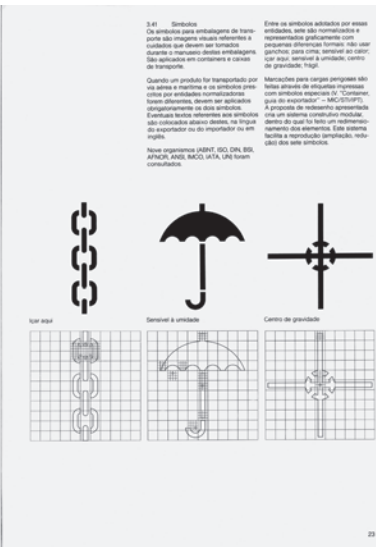 3.41 Símbolos
Os símbolos para embalagens de trans-
porte são imagens visuais referentes à
cuidados que devem ser tomados
durante o manuseio destas embalagens.
São aplicados em containers e caixas
de transporte.
Quando um produto for transportado por
via aérea e marítima e os símbolos pres-
critos por entidades normalizadoras
forem diferentes, devem ser aplicados
obrigatoriamente os dois símbolos.
Eventuais textos referentes aos símbolos
são colocados abaixo destes, na língua
do exportador ou do importador ou em
inglês.
Nove organismos (ABNT, ISO, DIN, BSI,
AFNOR, ANSI, IMCO, IATA, UN) foram
consultados.
Entre os símbolos adotados por essas
entidades, sete são normalizados e
representados graficamente com
pequenas diferenças formais: não usar
ganchos; para cima; sensível ao calor;
içar aqui; sensível à umidade; centro
de gravidade; frágil.
Marcações para cargas perigosas são
feitas através de etiquetas impressas
com símbolos especiais (V. "Container,
guia do exportador" – MIC/STI/IPT).
A proposta de redesenho apresentada
cria um sistema construtivo modular,
dentro do qual foi feito um redimensio-
namento dos elementos. Este sistema
facilita a reprodução (ampliação, redu-
ção) dos sete símbolos.
Içar aqui
Sensível à umidade
Centro de gravidade
23